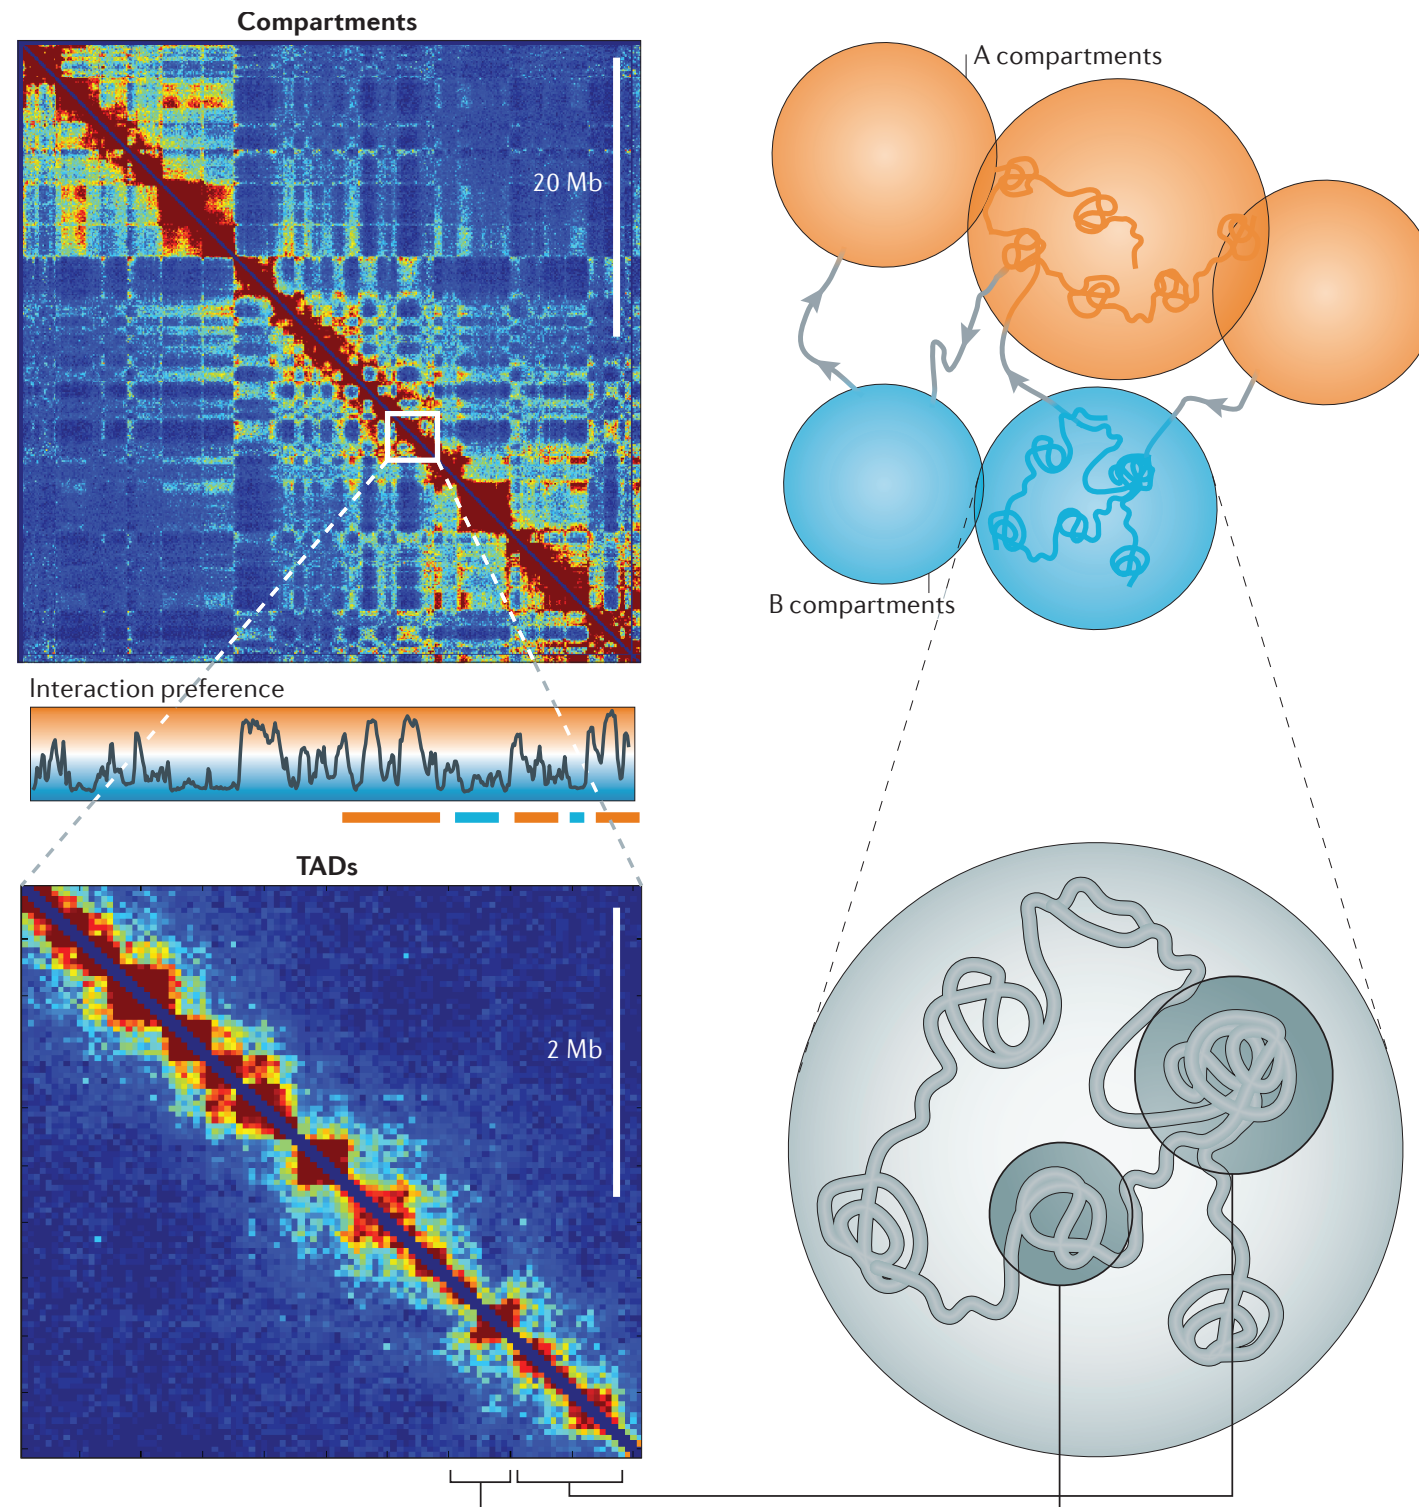 Compartments
20 Mb
A compartments
B compartments
Interaction preference
TADs
2 Mb